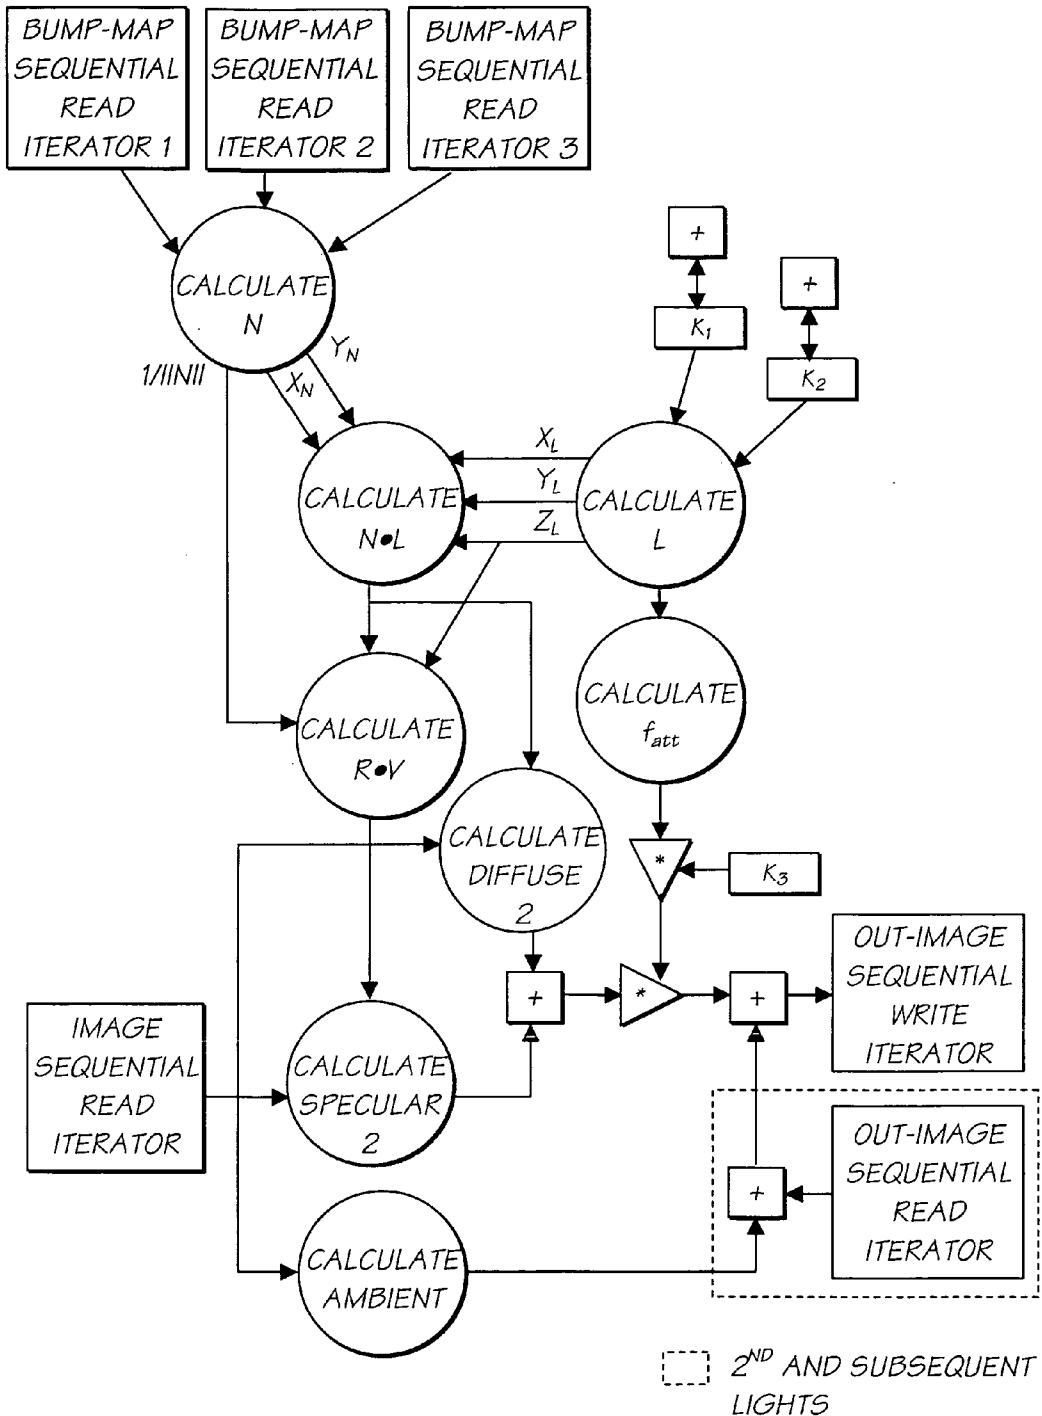 BUMP-MAP
SEQUENTIAL
READ
ITERATOR 1
BUMP-MAP
SEQUENTIAL
READ
ITERATOR 2
BUMP-MAP
SEQUENTIAL
READ
ITERATOR 3
CALCULATE
N
+
+
K1
K2
1/||N||
XN
YN
CALCULATE
N●L
XL
YL
ZL
CALCULATE
L
CALCULATE
R●V
CALCULATE
fatt
CALCULATE
DIFFUSE
2
*
K3
+
*
+
OUT-IMAGE
SEQUENTIAL
WRITE
ITERATOR
IMAGE
SEQUENTIAL
READ
ITERATOR
CALCULATE
SPECULAR
2
+
OUT-IMAGE
SEQUENTIAL
READ
ITERATOR
CALCULATE
AMBIENT
2ND AND SUBSEQUENT
LIGHTS